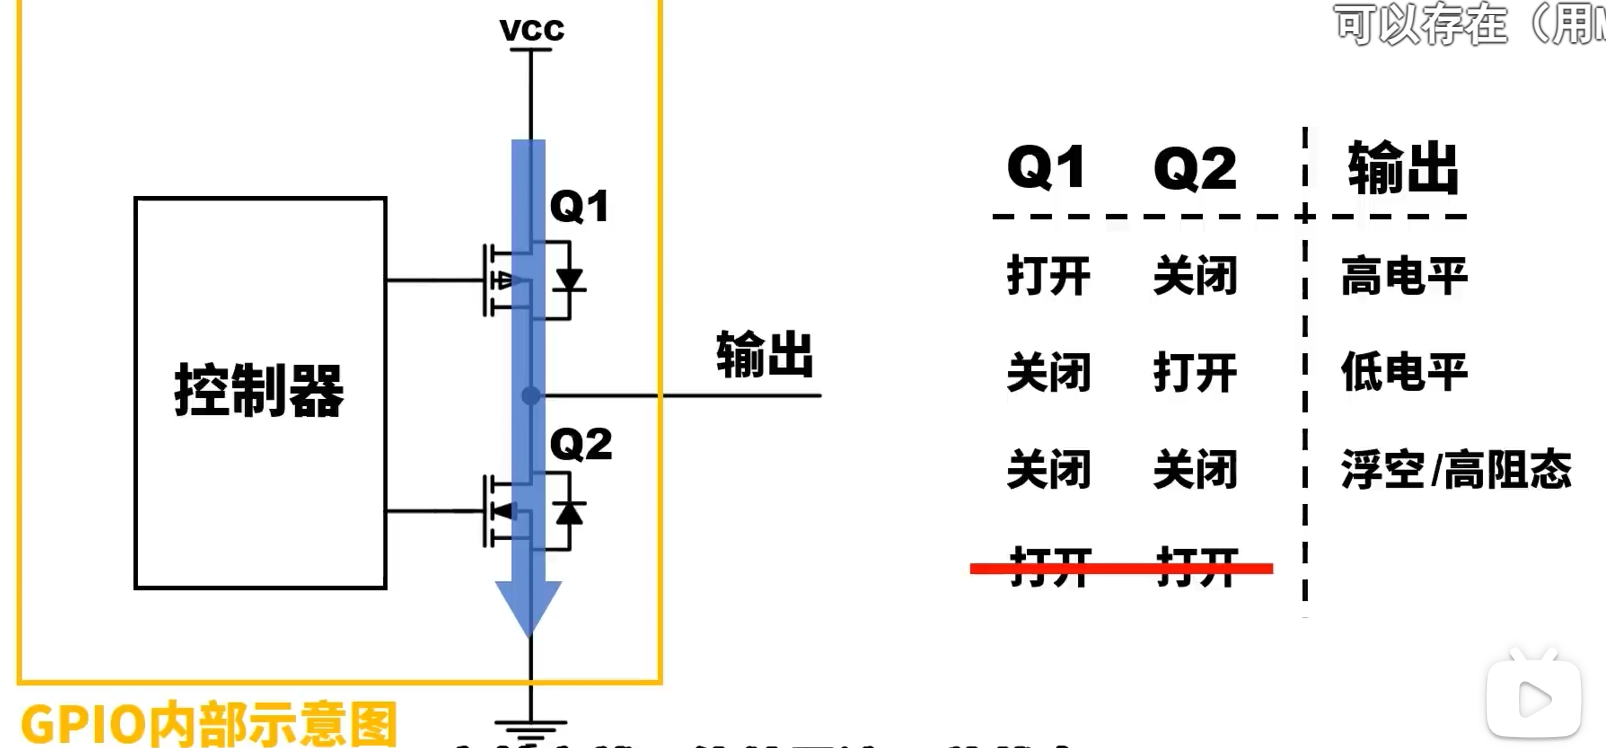 可以存在（用
VCC
Q1
控制器
输出
Q2
Q1 Q2 输出
打开 关闭 高电平
关闭 打开 低电平
关闭 关闭 浮空/高阻态
打开 打开
GPIO内部示意图